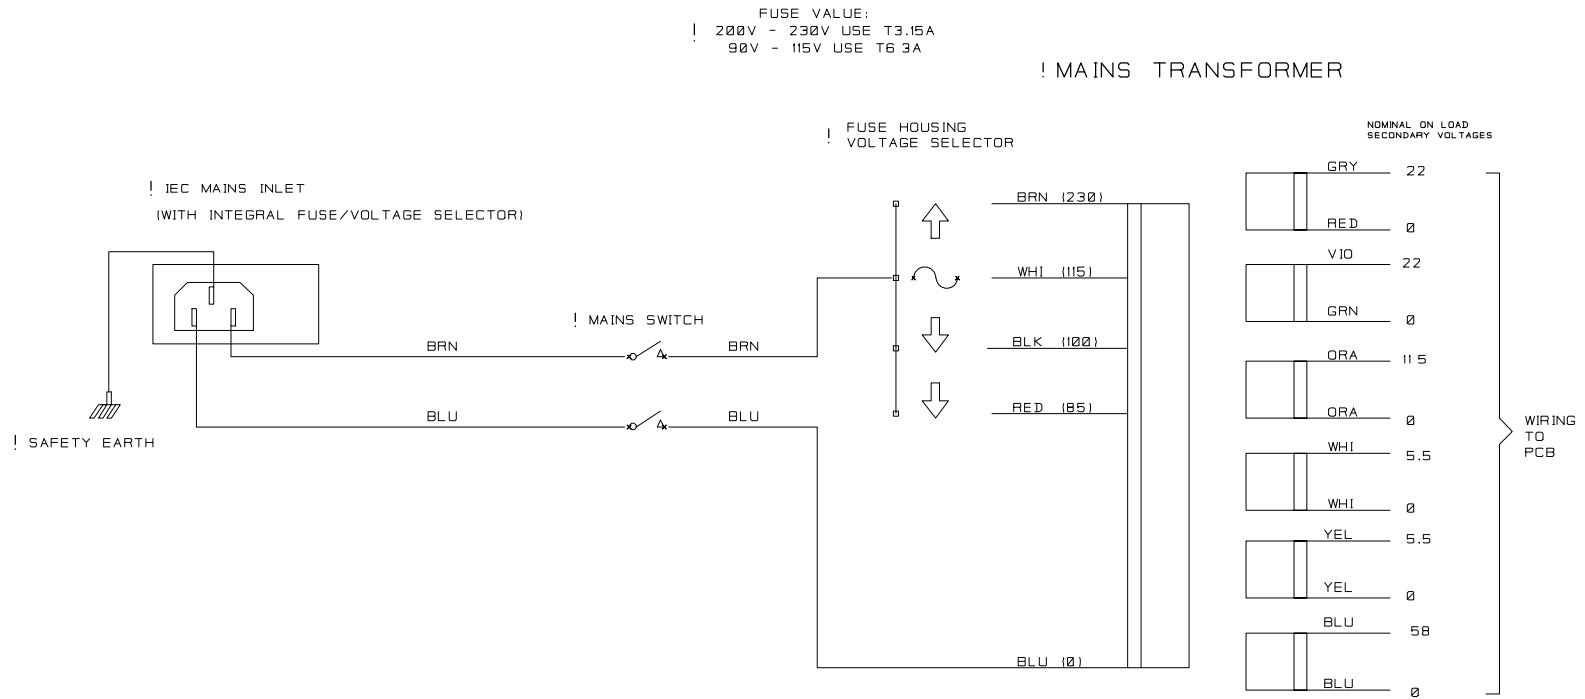 FUSE VALUE:
! 200V - 230V USE T3.15A
90V - 115V USE T6 3A
! MAINS TRANSFORMER
! FUSE HOUSING
VOLTAGE SELECTOR
NOMINAL ON LOAD
SECONDARY VOLTAGES
! IEC MAINS INLET
(WITH INTEGRAL FUSE/VOLTAGE SELECTOR)
! MAINS SWITCH
BRN
BRN
BLU
BLU
! SAFETY EARTH
BRN (230)
WHI (115)
BLK (100)
RED (85)
BLU (0)
GRY 22
RED 0
VIO 22
GRN 0
ORA 11 5
ORA 0
WHI 5.5
WHI 0
YEL 5.5
YEL 0
BLU 58
BLU 0
WIRING
TO
PCB